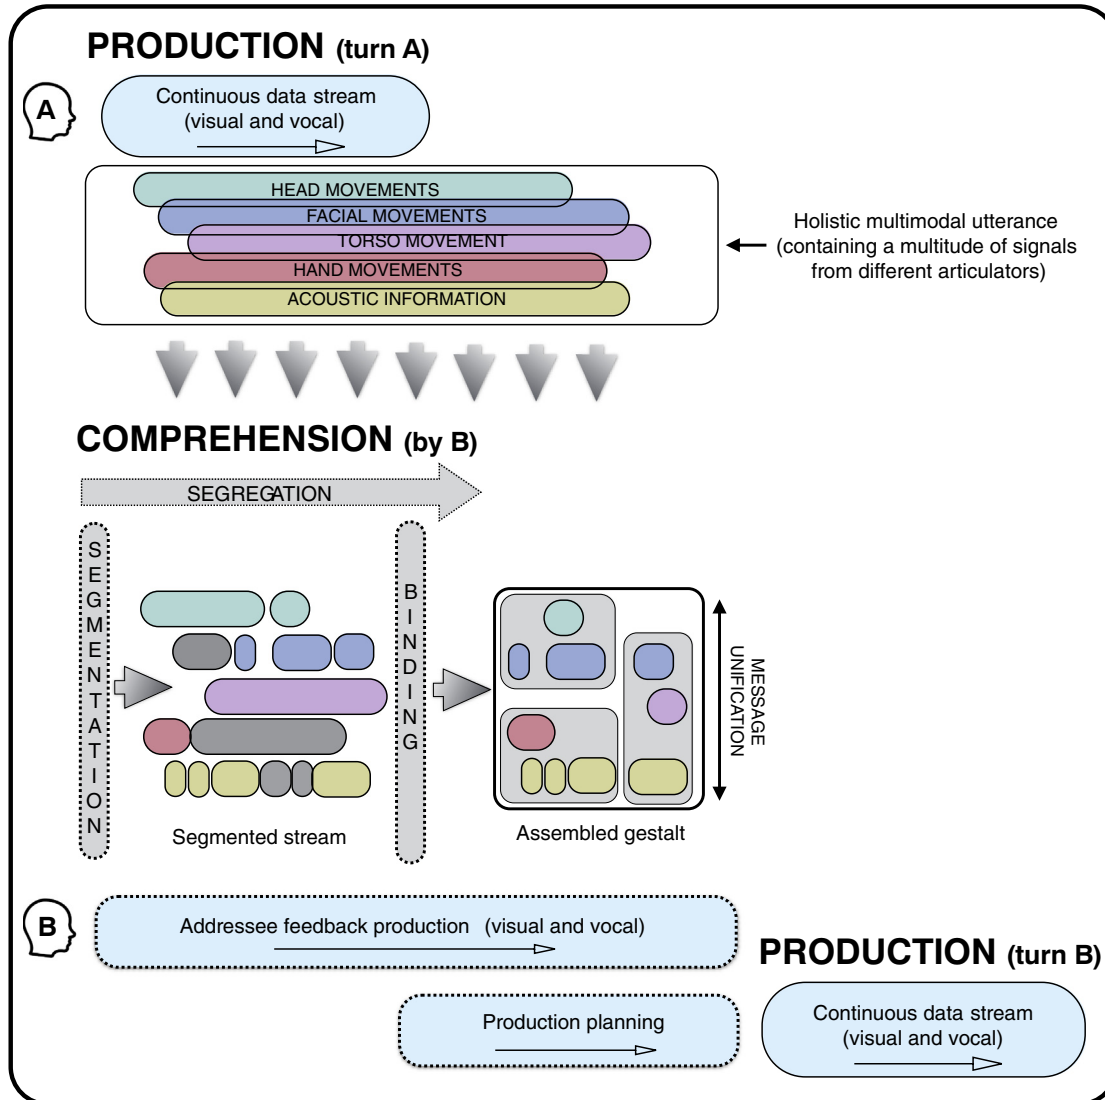 PRODUCTION (turn A)
A
Continuous data stream
(visual and vocal)
HEAD MOVEMENTS
FACIAL MOVEMENTS
TORSO MOVEMENT
HAND MOVEMENTS
ACOUSTIC INFORMATION
Holistic multimodal utterance
(containing a multitude of signals
from different articulators)
COMPREHENSION (by B)
SEGREGATION
SEGMENTATION
BINDING
MESSAGE
UNIFICATION
Segmented stream
Assembled gestalt
B
Addressee feedback production (visual and vocal)
PRODUCTION (turn B)
Production planning
Continuous data stream
(visual and vocal)